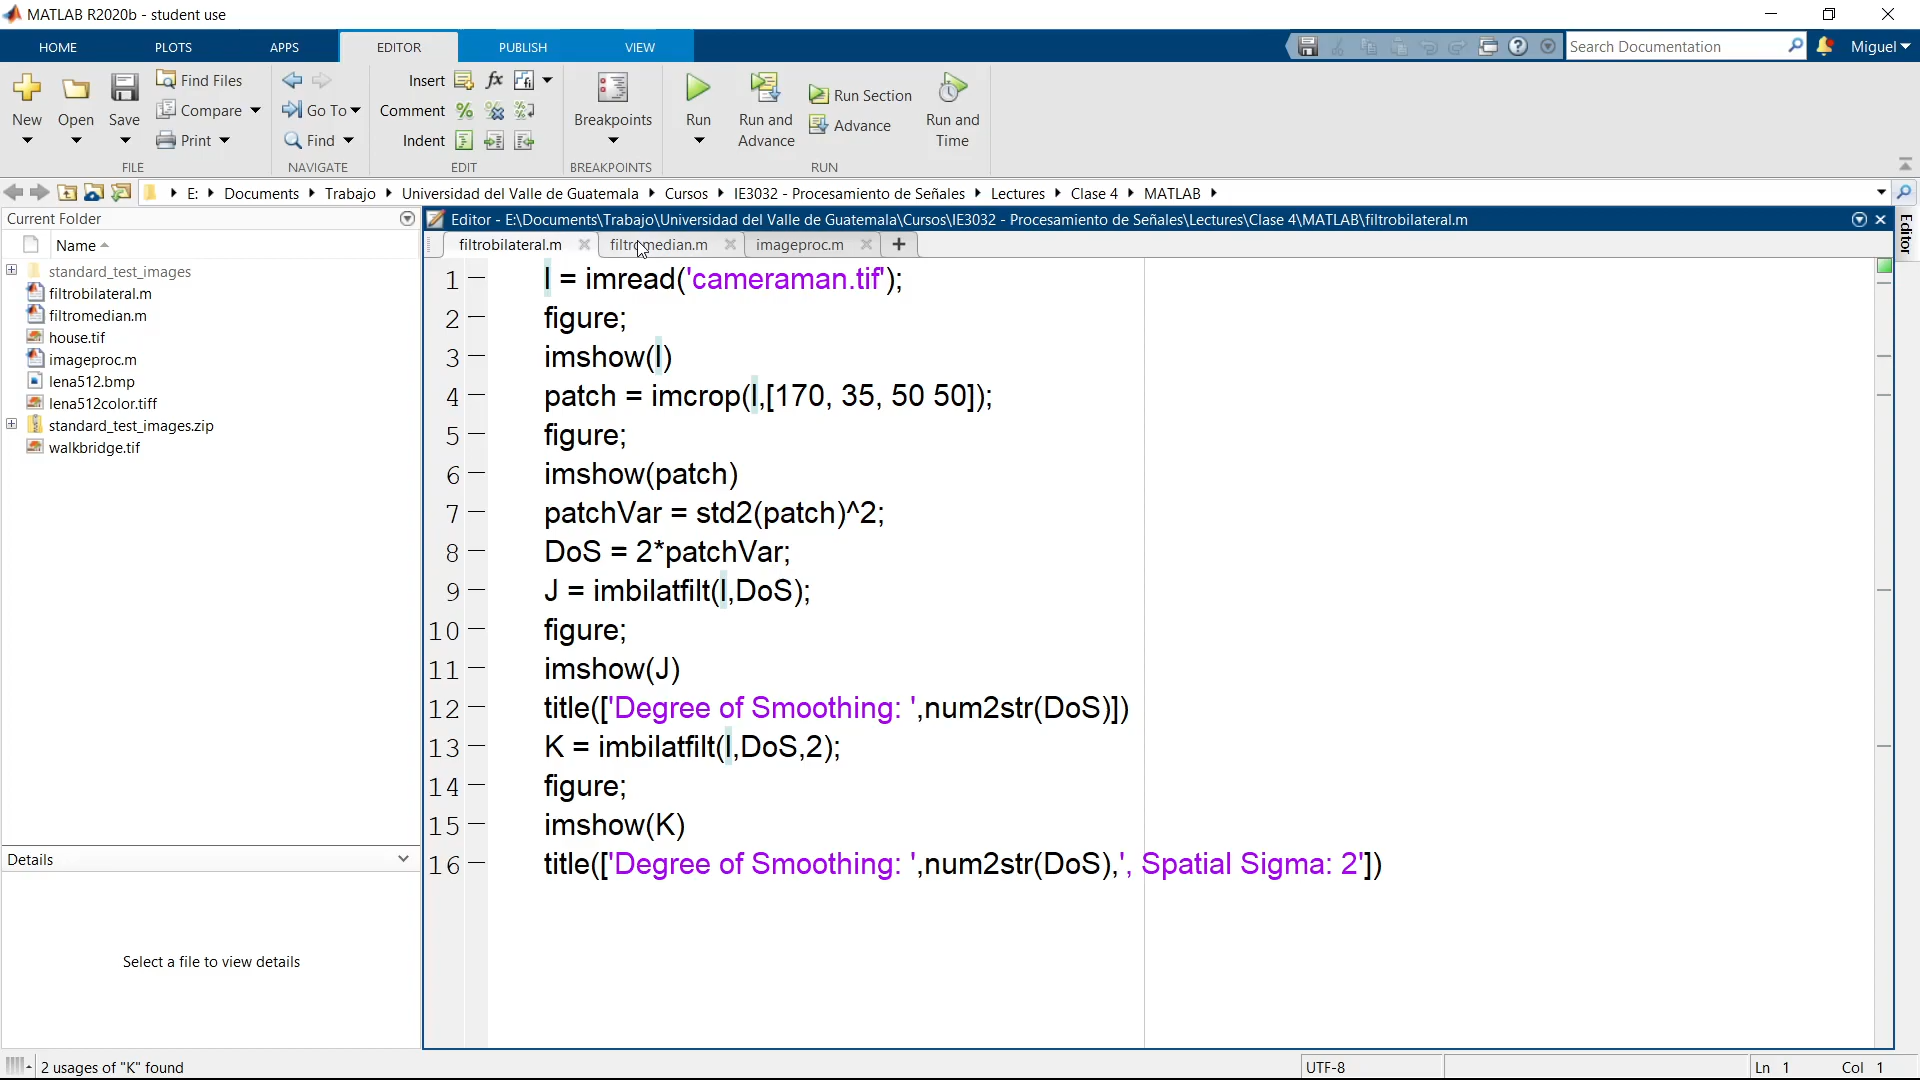 MATLAB R2020b - student use
HOME PLOTS APPS EDITOR PUBLISH VIEW
Search Documentation
Miguel
New
Open
Save
Find Files
Compare
Print
FILE
Go To
Find
NAVIGATE
Insert
Comment
Indent
EDIT
Breakpoints
BREAKPOINTS
Run
Run and Advance
Run Section
Advance
Run and Time
RUN
E: Documents Trabajo Universidad del Valle de Guatemala Cursos IE3032 - Procesamiento de Señales Lectures Clase 4 MATLAB
Current Folder
Name
standard_test_images
filtrobilateral.m
filtromedian.m
house.tif
imageproc.m
lena512.bmp
lena512color.tiff
standard_test_images.zip
walkbridge.tif
Details
Select a file to view details
Editor - E:\Documents\Trabajo\Universidad del Valle de Guatemala\Cursos\IE3032 - Procesamiento de Señales\Lectures\Clase 4\MATLAB\filtrobilateral.m
Editor
filtrobilateral.m filtromedian.m imageproc.m
1 I = imread('cameraman.tif');
2 figure;
3 imshow(I)
4 patch = imcrop(I,[170, 35, 50 50]);
5 figure;
6 imshow(patch)
7 patchVar = std2(patch)^2;
8 DoS = 2*patchVar;
9 J = imbilatfilt(I,DoS);
10 figure;
11 imshow(J)
12 title(['Degree of Smoothing: ',num2str(DoS)])
13 K = imbilatfilt(I,DoS,2);
14 figure;
15 imshow(K)
16 title(['Degree of Smoothing: ',num2str(DoS),', Spatial Sigma: 2'])
2 usages of "K" found
UTF-8
Ln 1 Col 1